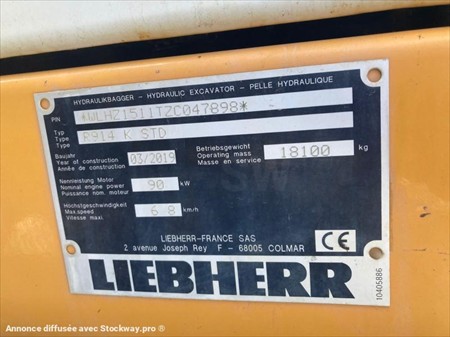 HYDRAULIKBAGGER - HYDRAULIC EXCAVATOR - PELLE HYDRAULIQUE
PIN *WLHZ1511TZC047898*
Typ
Type R914 K STD
Type
Baujahr
Year of construction 03/2019
Année de construction
Betriebsgewicht
Operating mass 18100 kg
Masse en service
Nennleistung Motor
Nominal engine power 90 kW
Puissance nom. moteur
Höchstgeschwindigkeit
Max.speed 6 8 km/h
Vitesse maxi.
LIEBHERR-FRANCE SAS
2 avenue Joseph Rey F - 68005 COLMAR
CE
LIEBHERR
10405886
Annonce diffusée avec Stockway.pro ®